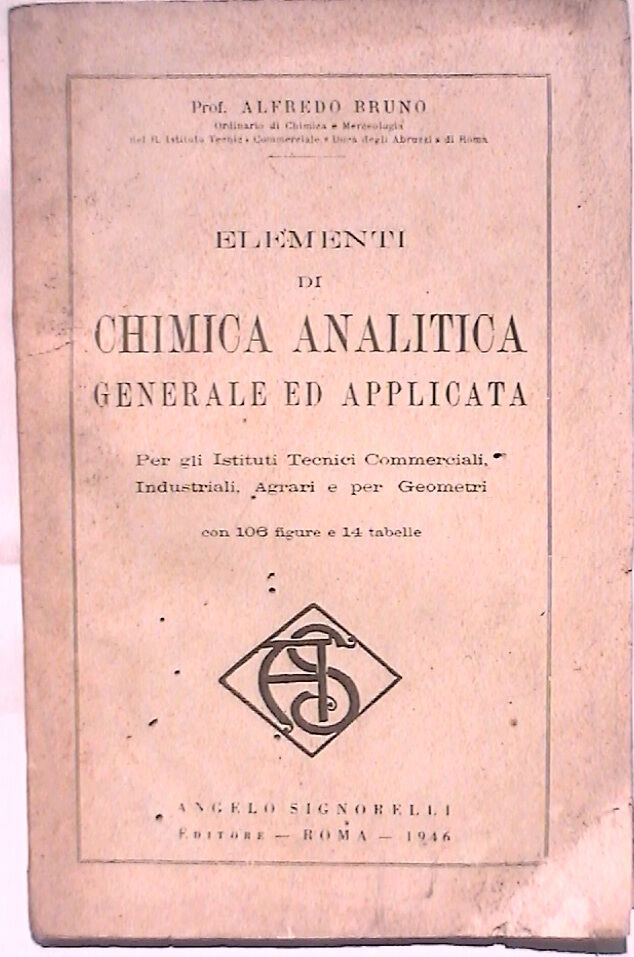 Prof. ALFREDO BRUNO
Ordinario di Chimica e Merceologia
nel R. Istituto Tecnico Commerciale « Duca degli Abruzzi » di Roma
ELEMENTI
DI
CHIMICA ANALITICA
GENERALE ED APPLICATA
Per gli Istituti Tecnici Commerciali,
Industriali, Agrari e per Geometri
con 106 figure e 14 tabelle
AS
ANGELO SIGNORELLI
EDITORE — ROMA — 1946